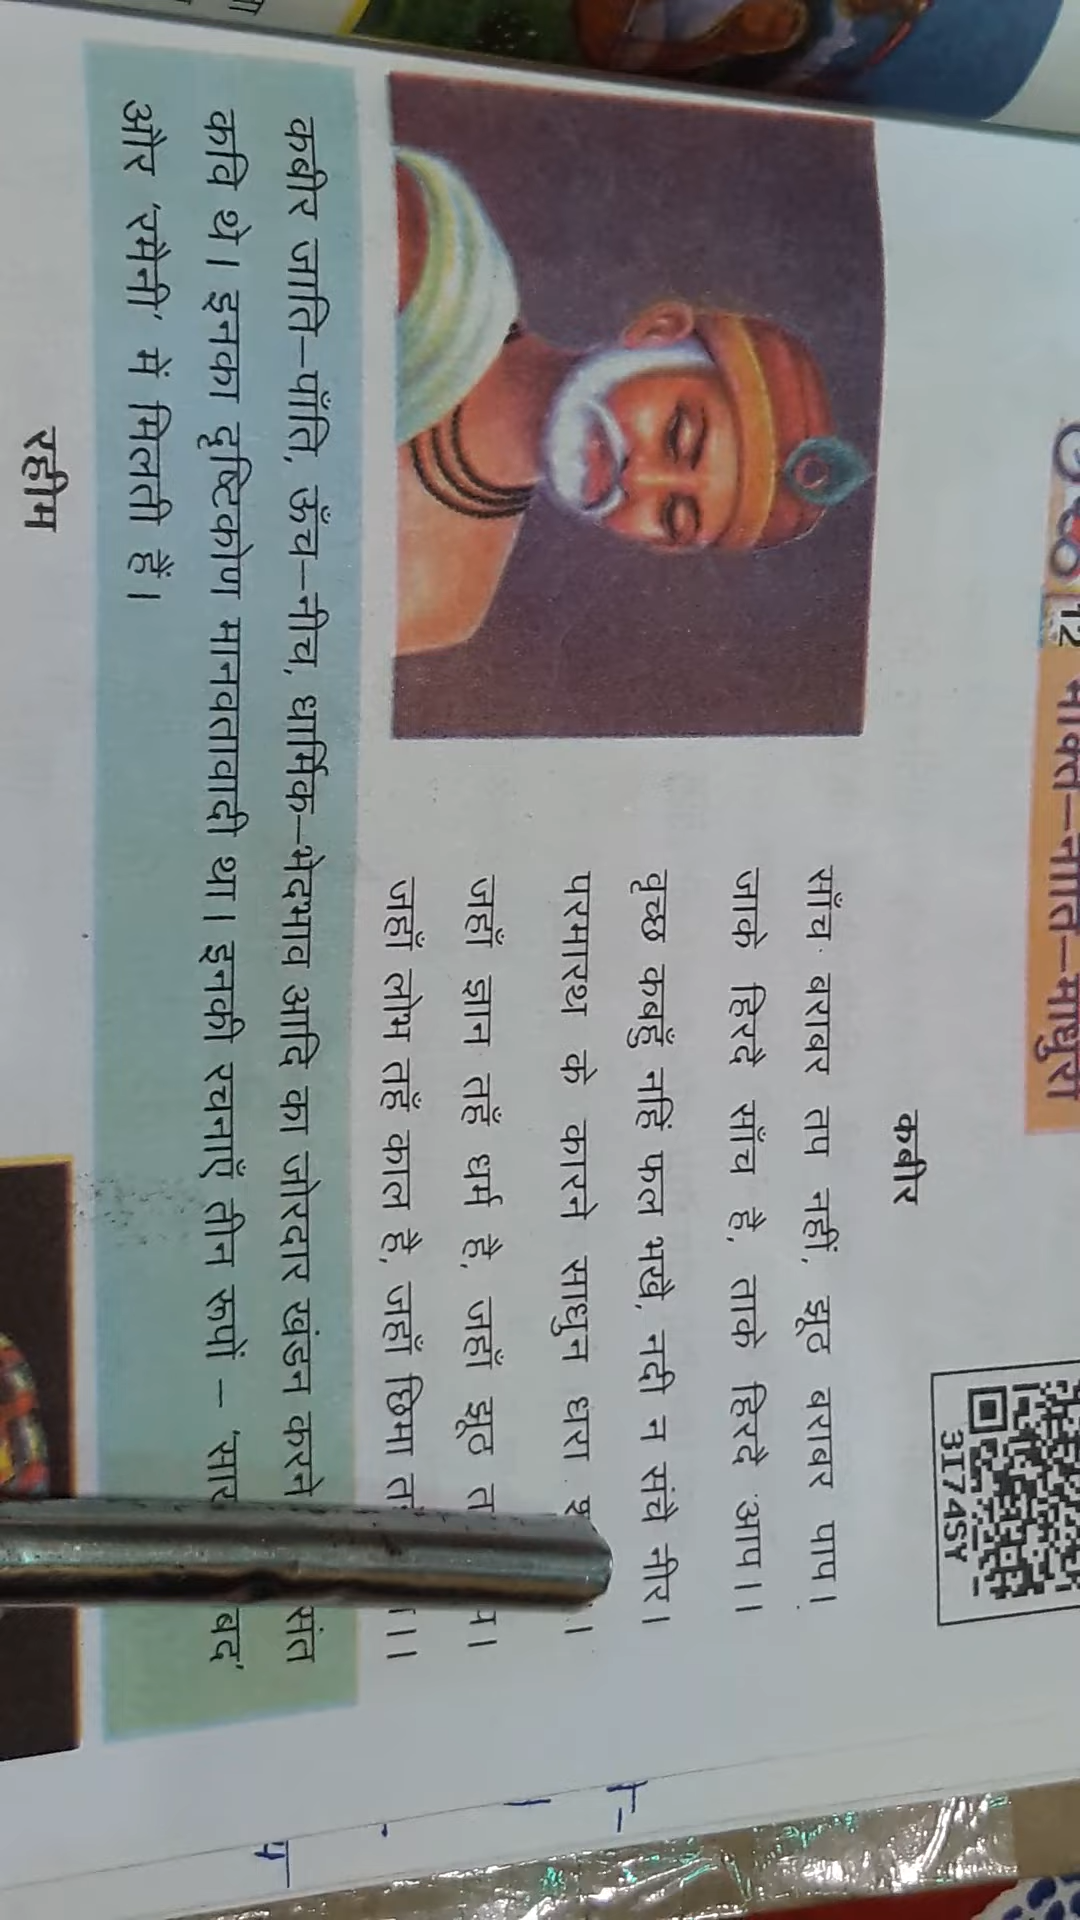 12 भक्ति–नीति–माधुरी
3I74SY
कबीर
साँच बराबर तप नहीं, झूठ बराबर पाप।
जाके हिरदै साँच है, ताके हिरदै आप।।
वृच्छ कबहुँ नहिं फल भखै, नदी न संचै नीर।
परमारथ के कारने साधुन धरा
जहाँ ज्ञान तहँ धर्म है, जहाँ झूठ
जहाँ लोभ तहँ काल है, जहाँ छिमा
कबीर जाति–पाँति, ऊँच–नीच, धार्मिक–भेदभाव आदि का जोरदार खंडन करने संत
कवि थे। इनका दृष्टिकोण मानवतावादी था। इनकी रचनाएँ तीन रूपों –
और 'रमैनी' में मिलती हैं।
रहीम